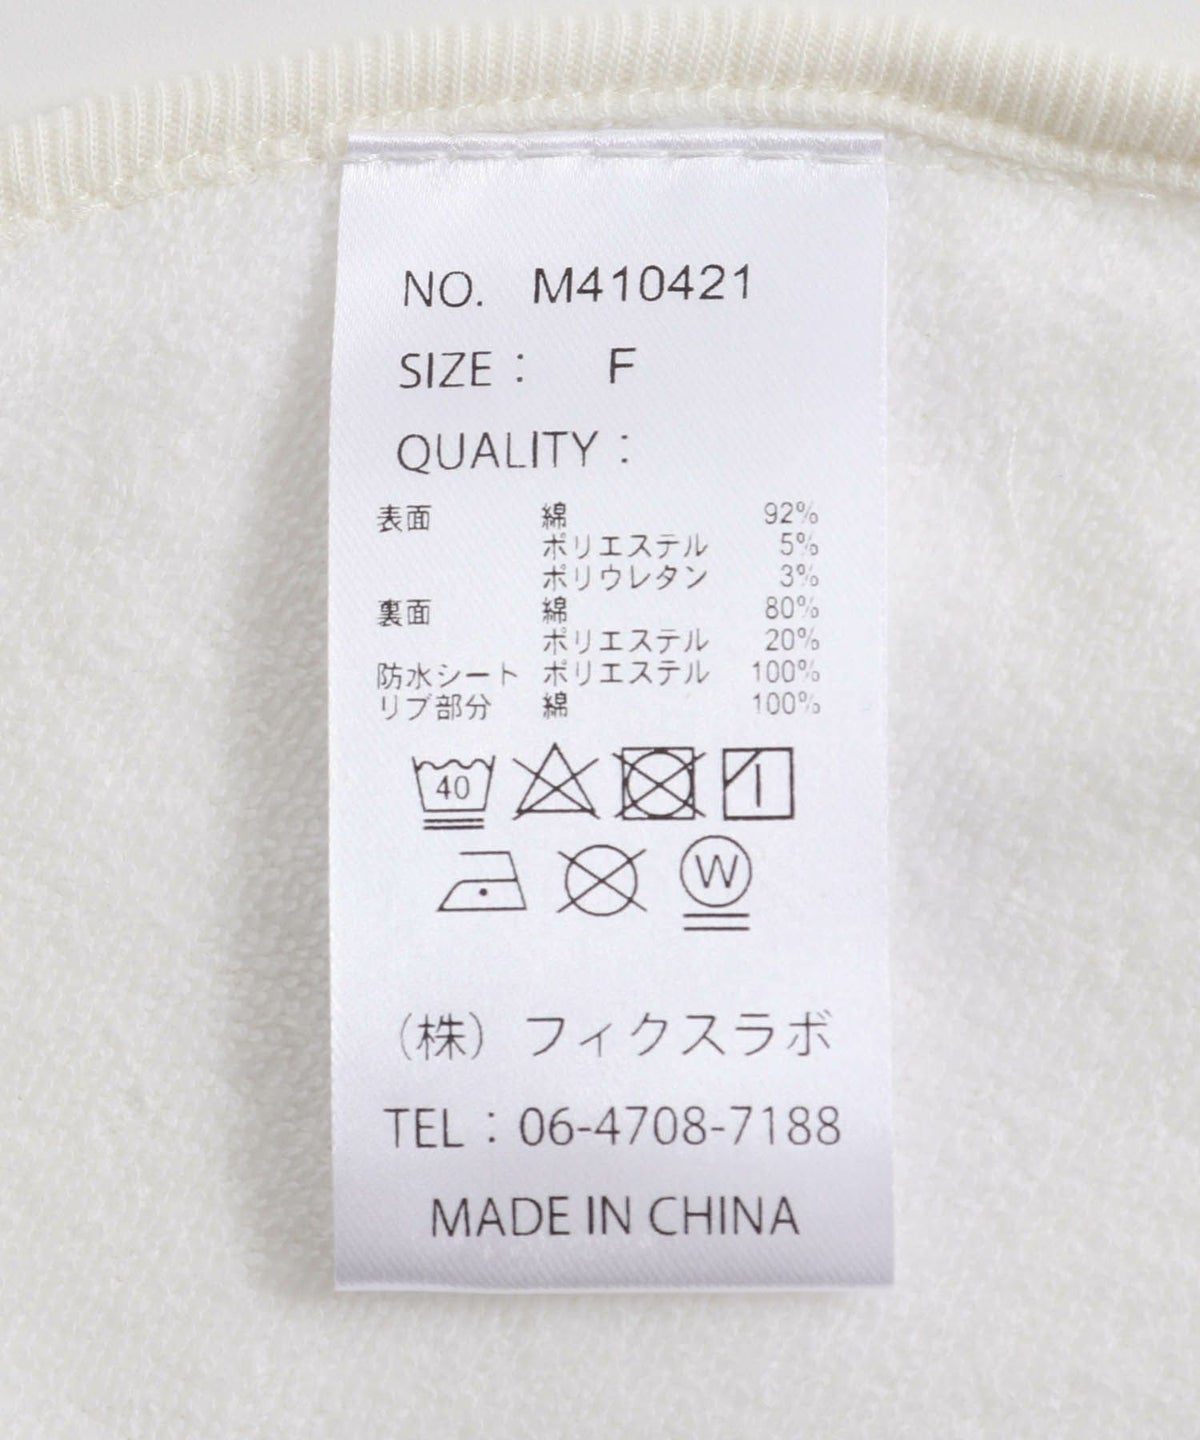 NO. M410421
SIZE： F
QUALITY：
表面 綿 92%
ポリエステル 5%
ポリウレタン 3%
裏面 綿 80%
ポリエステル 20%
防水シート ポリエステル 100%
リブ部分 綿 100%
40
W
（株）フィクスラボ
TEL：06-4708-7188
MADE IN CHINA